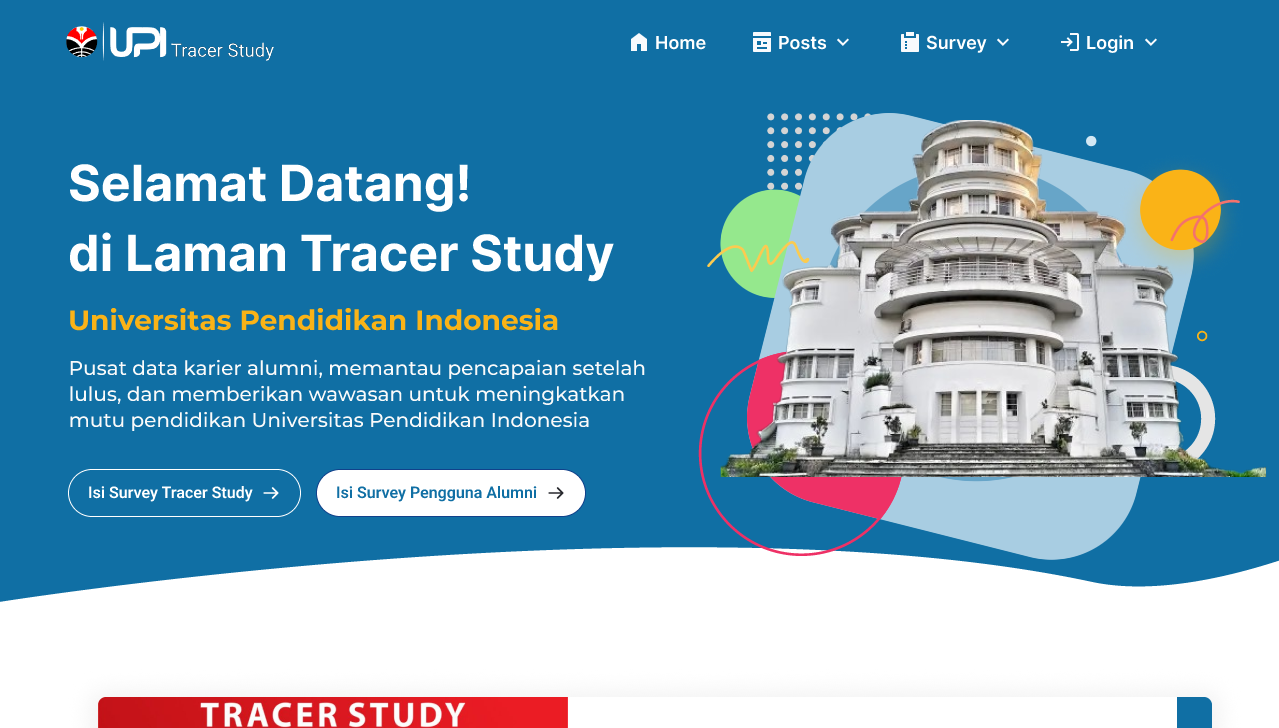 UPI Tracer Study
Home
Posts
Survey
Login
Selamat Datang!
di Laman Tracer Study
Universitas Pendidikan Indonesia
Pusat data karier alumni, memantau pencapaian setelah
lulus, dan memberikan wawasan untuk meningkatkan
mutu pendidikan Universitas Pendidikan Indonesia
Isi Survey Tracer Study
Isi Survey Pengguna Alumni
TRACER STUDY